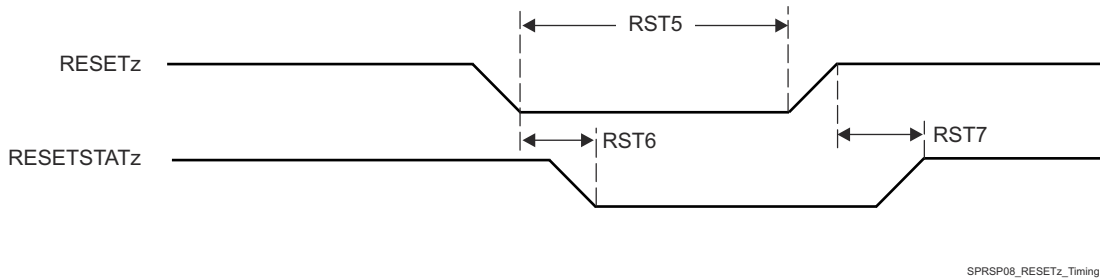 RST5
RESETz
RST6
RST7
RESETSTATz
SPRSP08_RESETz_Timing